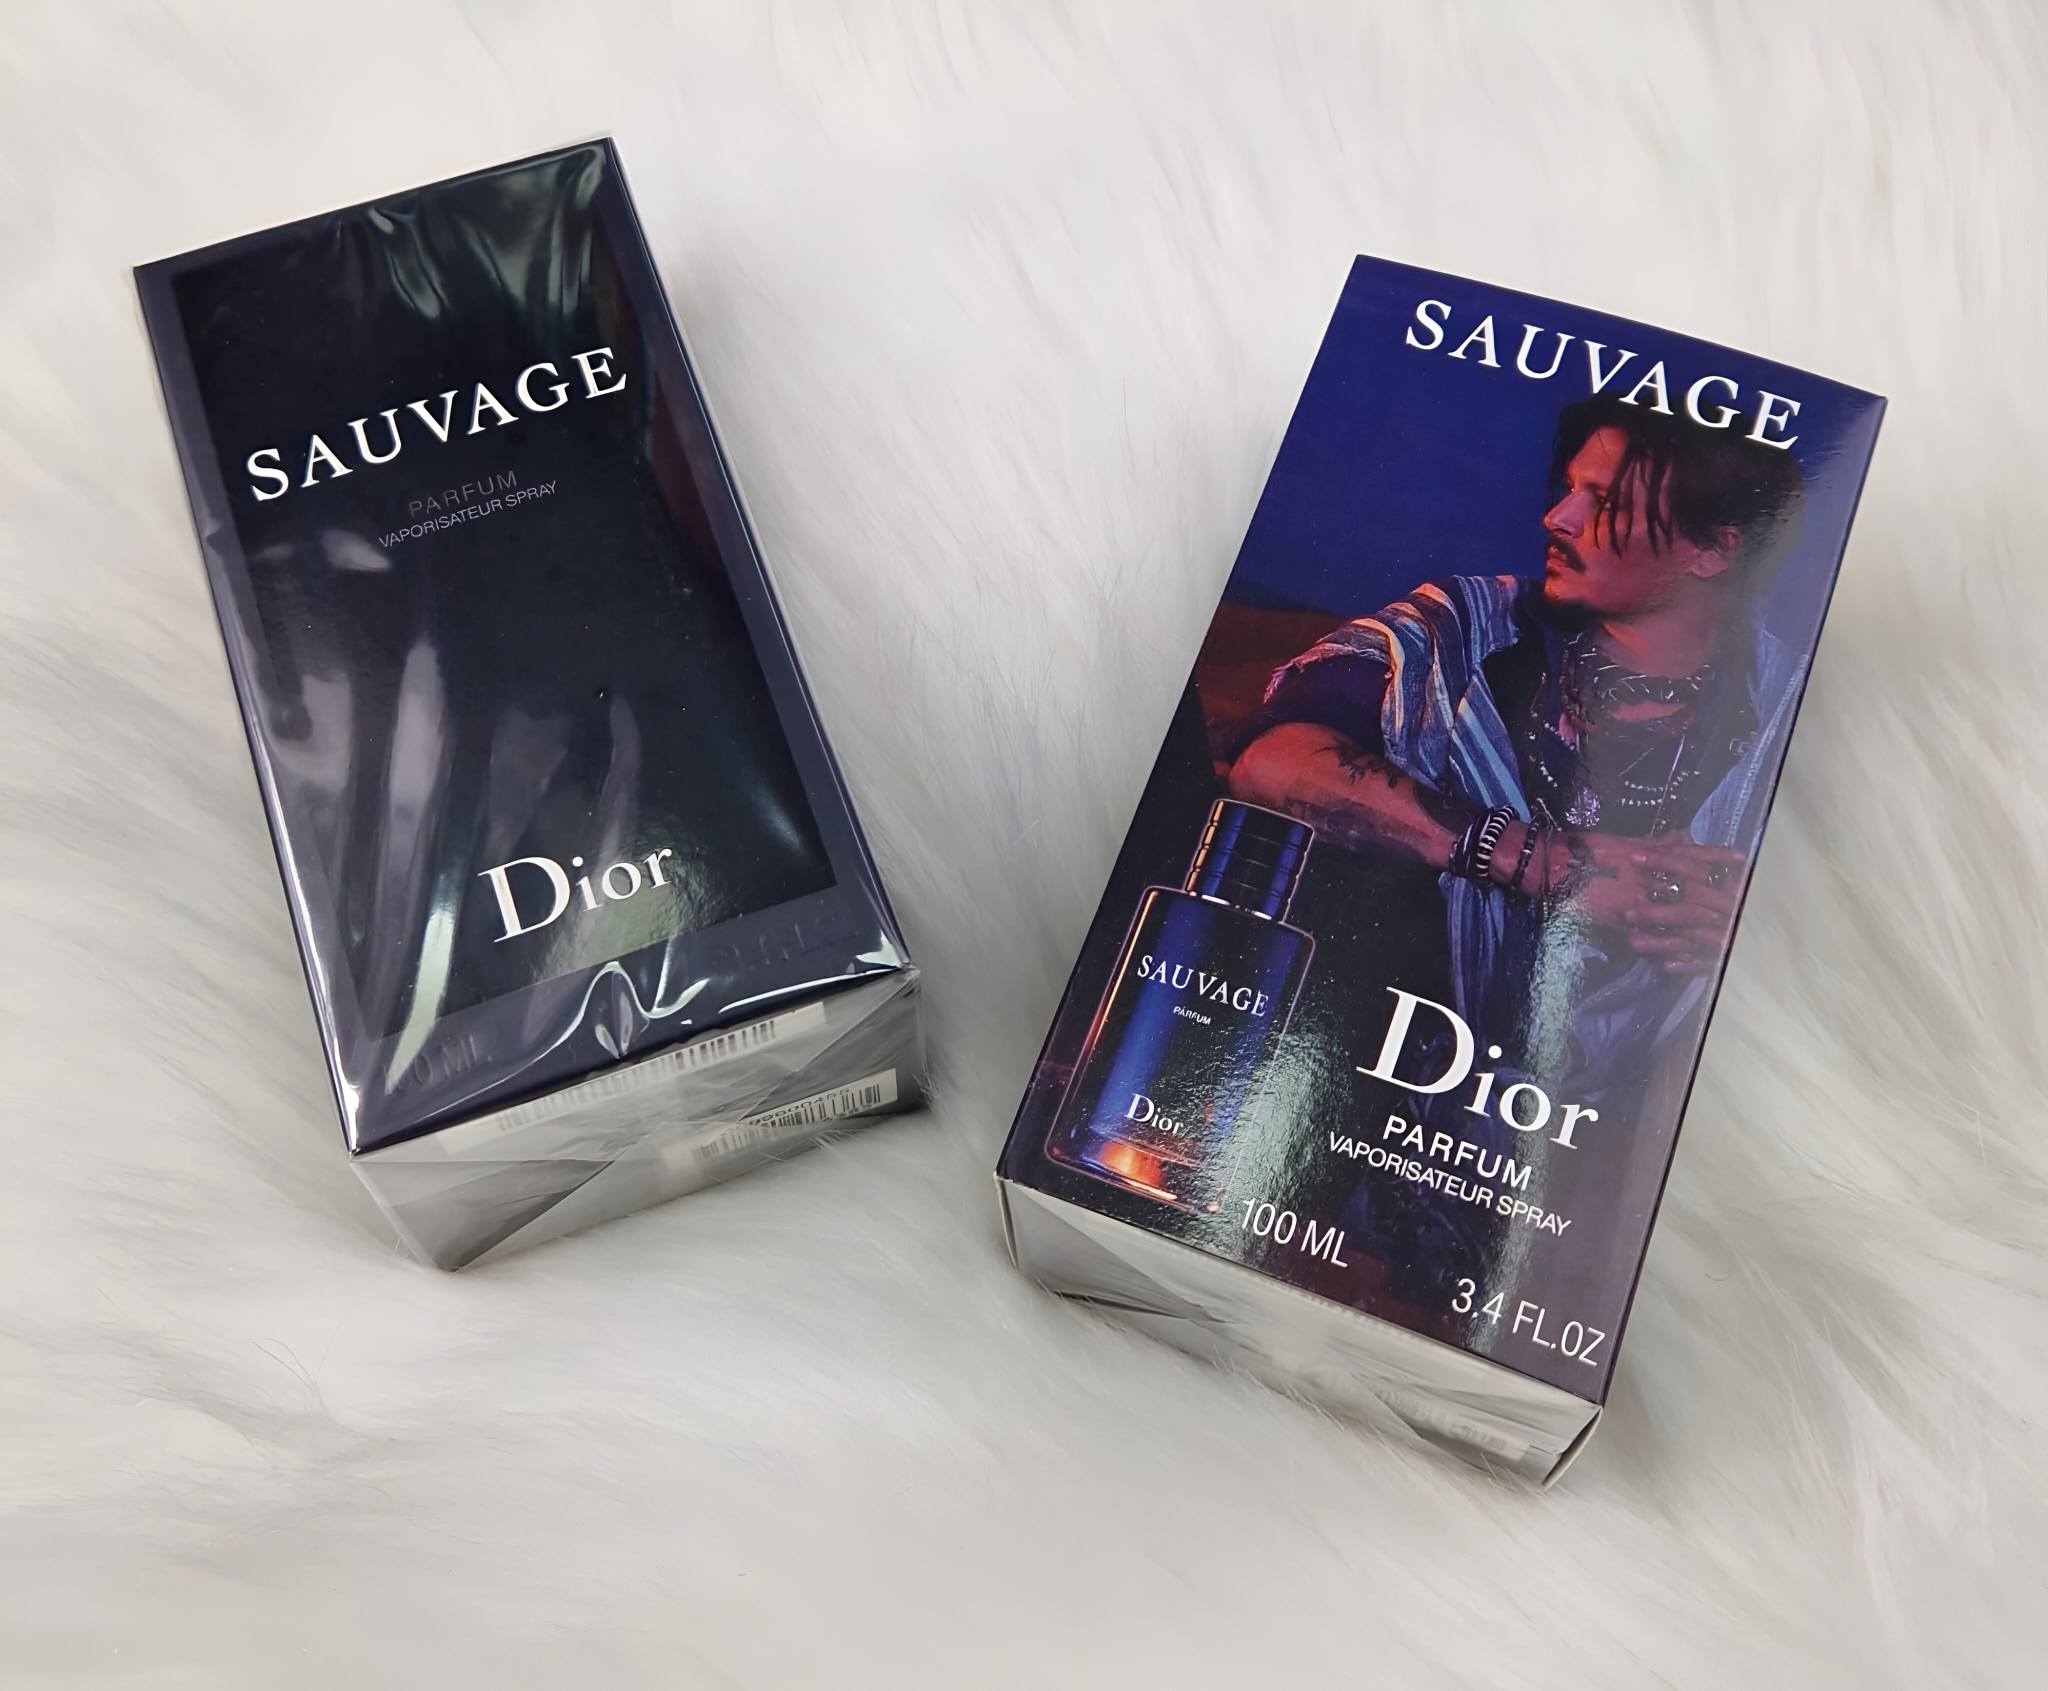 SAUVAGE
PARFUM
VAPORISATEUR SPRAY
Dior
SAUVAGE
SAUVAGE
PARFUM
Dior
Dior
PARFUM
VAPORISATEUR SPRAY
100 ML
3.4 FL.OZ